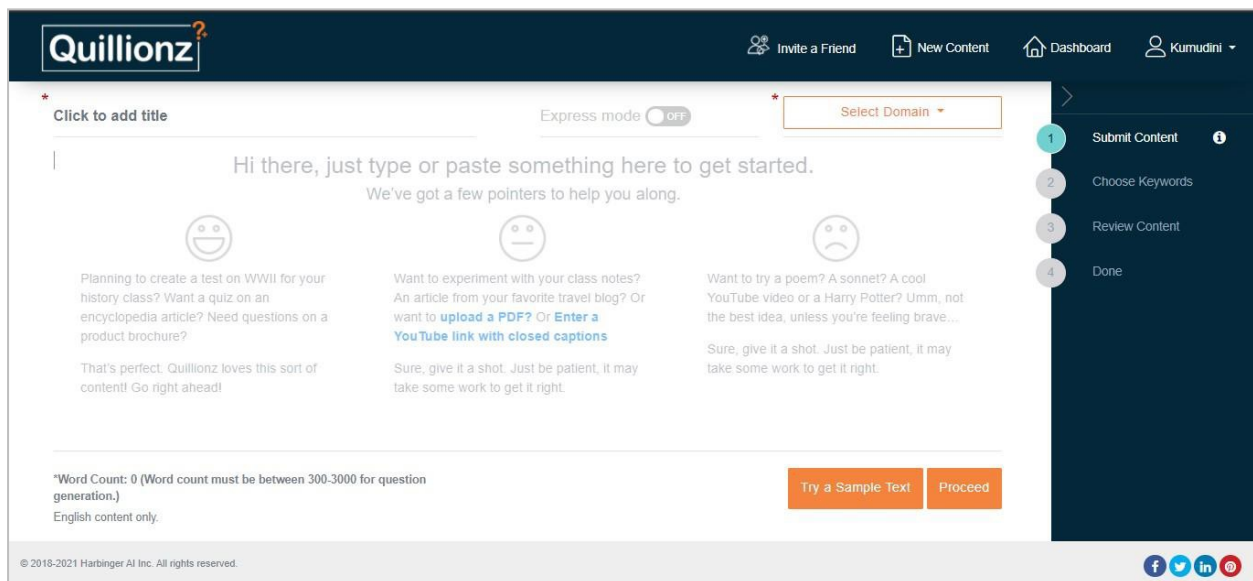 Quillionz?
Invite a Friend
New Content
Dashboard
Kumudini
*
Click to add title
Express mode OFF
*
Select Domain
Hi there, just type or paste something here to get started.
We've got a few pointers to help you along.
Planning to create a test on WWII for your
history class? Want a quiz on an
encyclopedia article? Need questions on a
product brochure?
That's perfect. Quillionz loves this sort of
content! Go right ahead!
Want to experiment with your class notes?
An article from your favorite travel blog? Or
want to upload a PDF? Or Enter a
YouTube link with closed captions
Sure, give it a shot. Just be patient, it may
take some work to get it right.
Want to try a poem? A sonnet? A cool
YouTube video or a Harry Potter? Umm, not
the best idea, unless you're feeling brave...
Sure, give it a shot. Just be patient, it may
take some work to get it right.
*Word Count: 0 (Word count must be between 300-3000 for question
generation.)
English content only.
Try a Sample Text
Proceed
1 Submit Content
2 Choose Keywords
3 Review Content
4 Done
© 2018-2021 Harbinger AI Inc. All rights reserved.